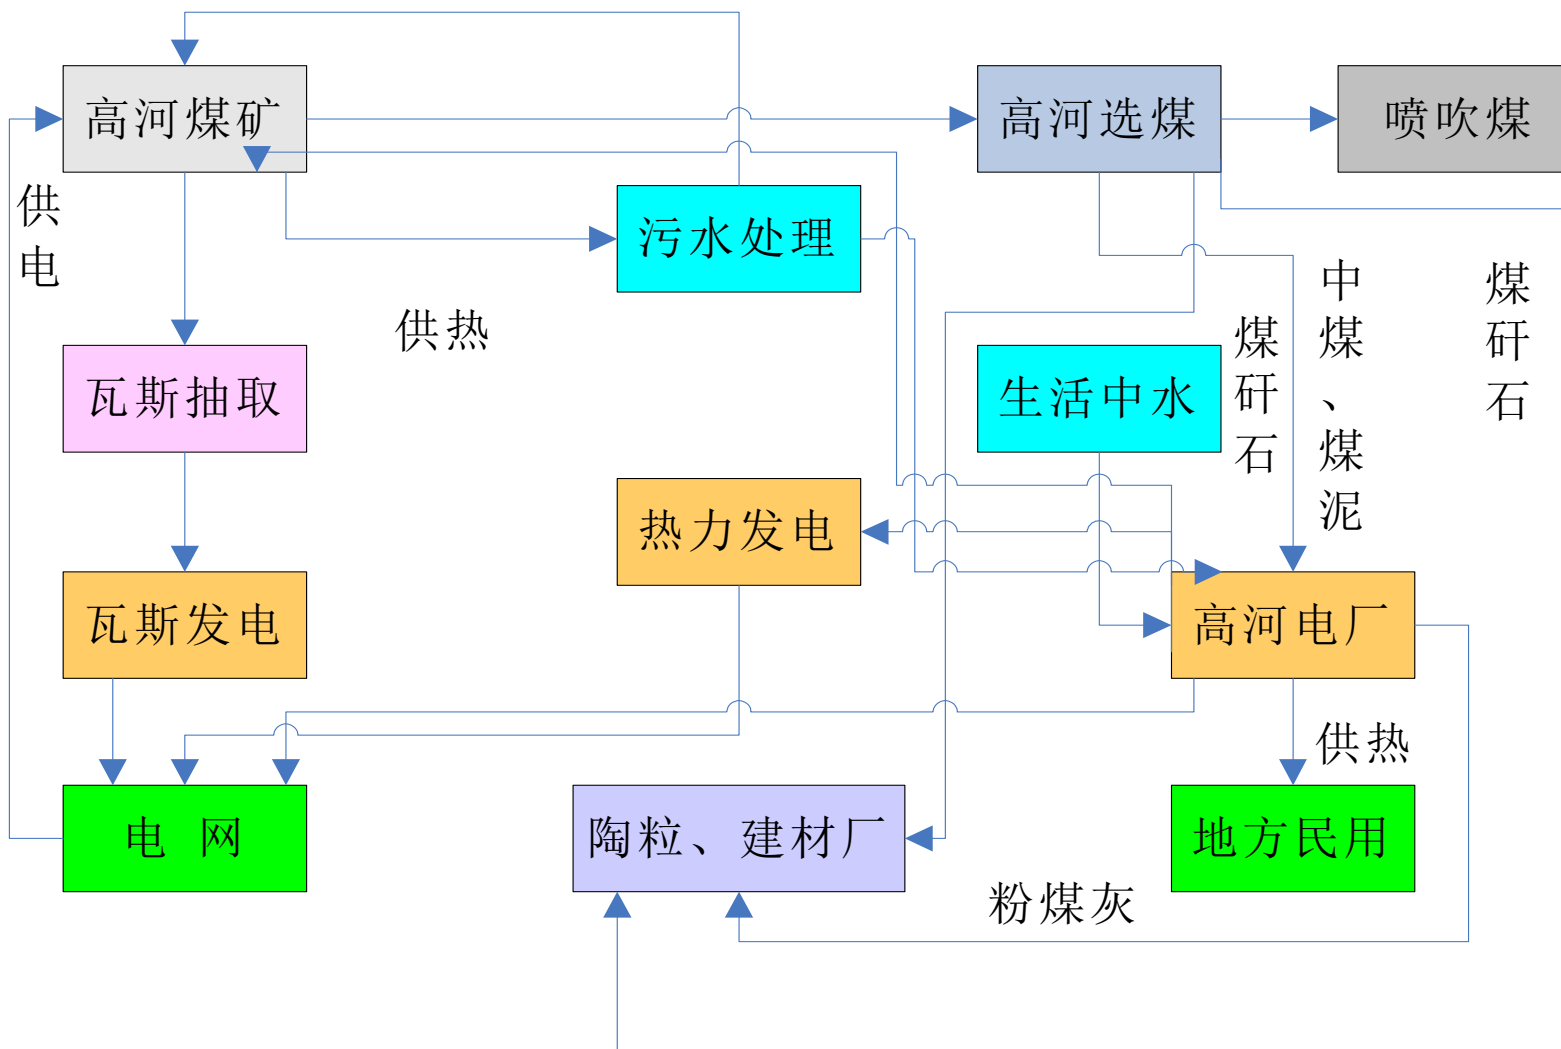 高河煤矿
高河选煤
喷吹煤
供电
污水处理
供热
中煤、煤泥
煤矸石
煤矸石
瓦斯抽取
生活中水
热力发电
瓦斯发电
高河电厂
供热
电 网
陶粒、建材厂
地方民用
粉煤灰